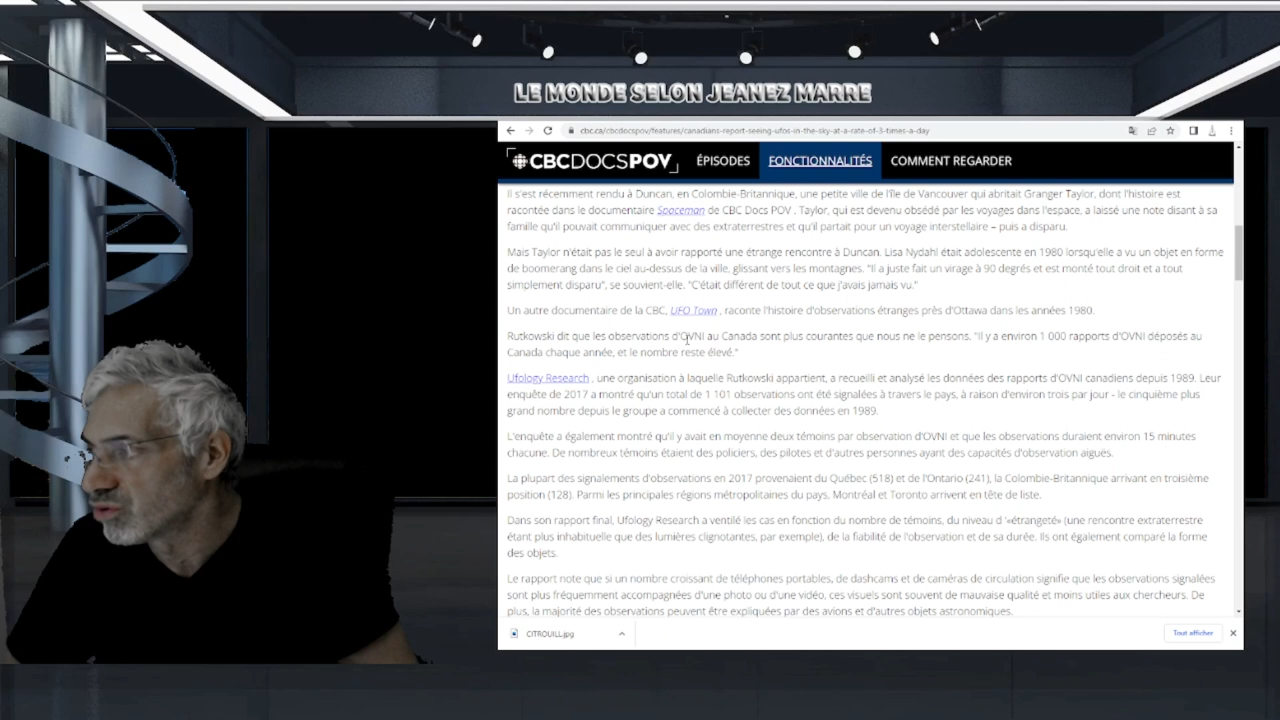 LE MONDE SELON JEANEZ MARRE
cbc.ca/cbcdocspov/features/canadians-report-seeing-ufos-in-the-sky-at-a-rate-of-3-times-a-day
CBCDOCSPOV ÉPISODES FONCTIONNALITÉS COMMENT REGARDER
Il s'est récemment rendu à Duncan, en Colombie-Britannique, une petite ville de l'île de Vancouver qui abritait Granger Taylor, dont l'histoire est
racontée dans le documentaire Spaceman de CBC Docs POV . Taylor, qui est devenu obsédé par les voyages dans l'espace, a laissé une note disant à sa
famille qu'il pouvait communiquer avec des extraterrestres et qu'il partait pour un voyage interstellaire – puis a disparu.
Mais Taylor n'était pas le seul à avoir rapporté une étrange rencontre à Duncan. Lisa Nydahl était adolescente en 1980 lorsqu'elle a vu un objet en forme
de boomerang dans le ciel au-dessus de la ville, glissant vers les montagnes. "Il a juste fait un virage à 90 degrés et est monté tout droit et a tout
simplement disparu", se souvient-elle. "C'était différent de tout ce que j'avais jamais vu."
Un autre documentaire de la CBC, UFO Town , raconte l'histoire d'observations étranges près d'Ottawa dans les années 1980.
Rutkowski dit que les observations d'OVNI au Canada sont plus courantes que nous ne le pensons. "Il y a environ 1 000 rapports d'OVNI déposés au
Canada chaque année, et le nombre reste élevé."
Ufology Research , une organisation à laquelle Rutkowski appartient, a recueilli et analysé les données des rapports d'OVNI canadiens depuis 1989. Leur
enquête de 2017 a montré qu'un total de 1 101 observations ont été signalées à travers le pays, à raison d'environ trois par jour - le cinquième plus
grand nombre depuis le groupe a commencé à collecter des données en 1989.
L'enquête a également montré qu'il y avait en moyenne deux témoins par observation d'OVNI et que les observations duraient environ 15 minutes
chacune. De nombreux témoins étaient des policiers, des pilotes et d'autres personnes ayant des capacités d'observation aiguës.
La plupart des signalements d'observations en 2017 provenaient du Québec (518) et de l'Ontario (241), la Colombie-Britannique arrivant en troisième
position (128). Parmi les principales régions métropolitaines du pays, Montréal et Toronto arrivent en tête de liste.
Dans son rapport final, Ufology Research a ventilé les cas en fonction du nombre de témoins, du niveau d '«étrangeté» (une rencontre extraterrestre
étant plus inhabituelle que des lumières clignotantes, par exemple), de la fiabilité de l'observation et de sa durée. Ils ont également comparé la forme
des objets.
Le rapport note que si un nombre croissant de téléphones portables, de dashcams et de caméras de circulation signifie que les observations signalées
sont plus fréquemment accompagnées d'une photo ou d'une vidéo, ces visuels sont souvent de mauvaise qualité et moins utiles aux chercheurs. De
plus, la majorité des observations peuvent être expliquées par des avions et d'autres objets astronomiques.
CITROUILL.jpg Tout afficher